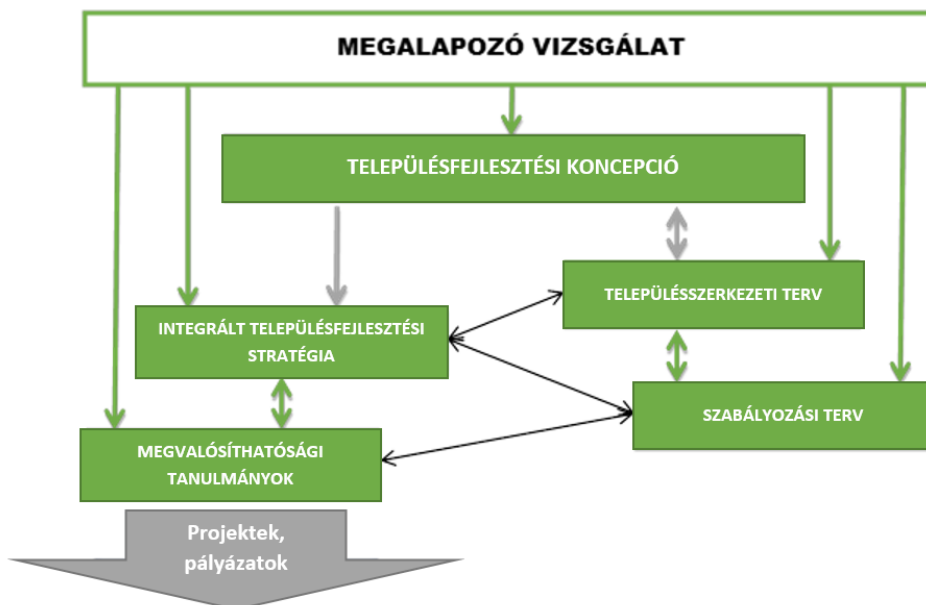 MEGALAPOZÓ VIZSGÁLAT
TELEPÜLÉSFEJLESZTÉSI KONCEPCIÓ
TELEPÜLÉSSZERKEZETI TERV
INTEGRÁLT TELEPÜLÉSFEJLESZTÉSI
STRATÉGIA
SZABÁLYOZÁSI TERV
MEGVALÓSÍTHATÓSÁGI
TANULMÁNYOK
Projektek,
pályázatok